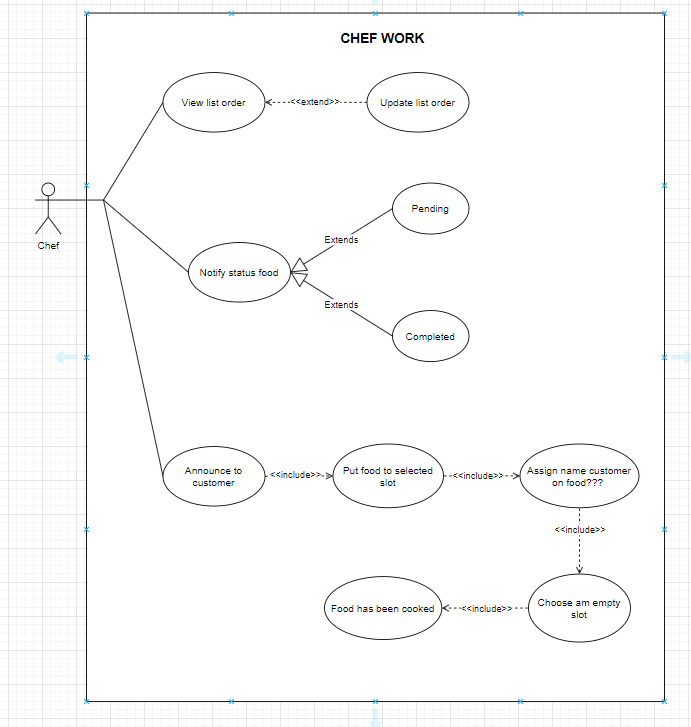 CHEF WORK
View list order
<<extend>>
Update list order
Pending
Extends
Chef
Notify status food
Extends
Completed
Announce to
customer
<<include>>
Put food to selected
slot
<<include>>
Assign name customer
on food???
<<include>>
Food has been cooked
<<include>>
Choose am empty
slot